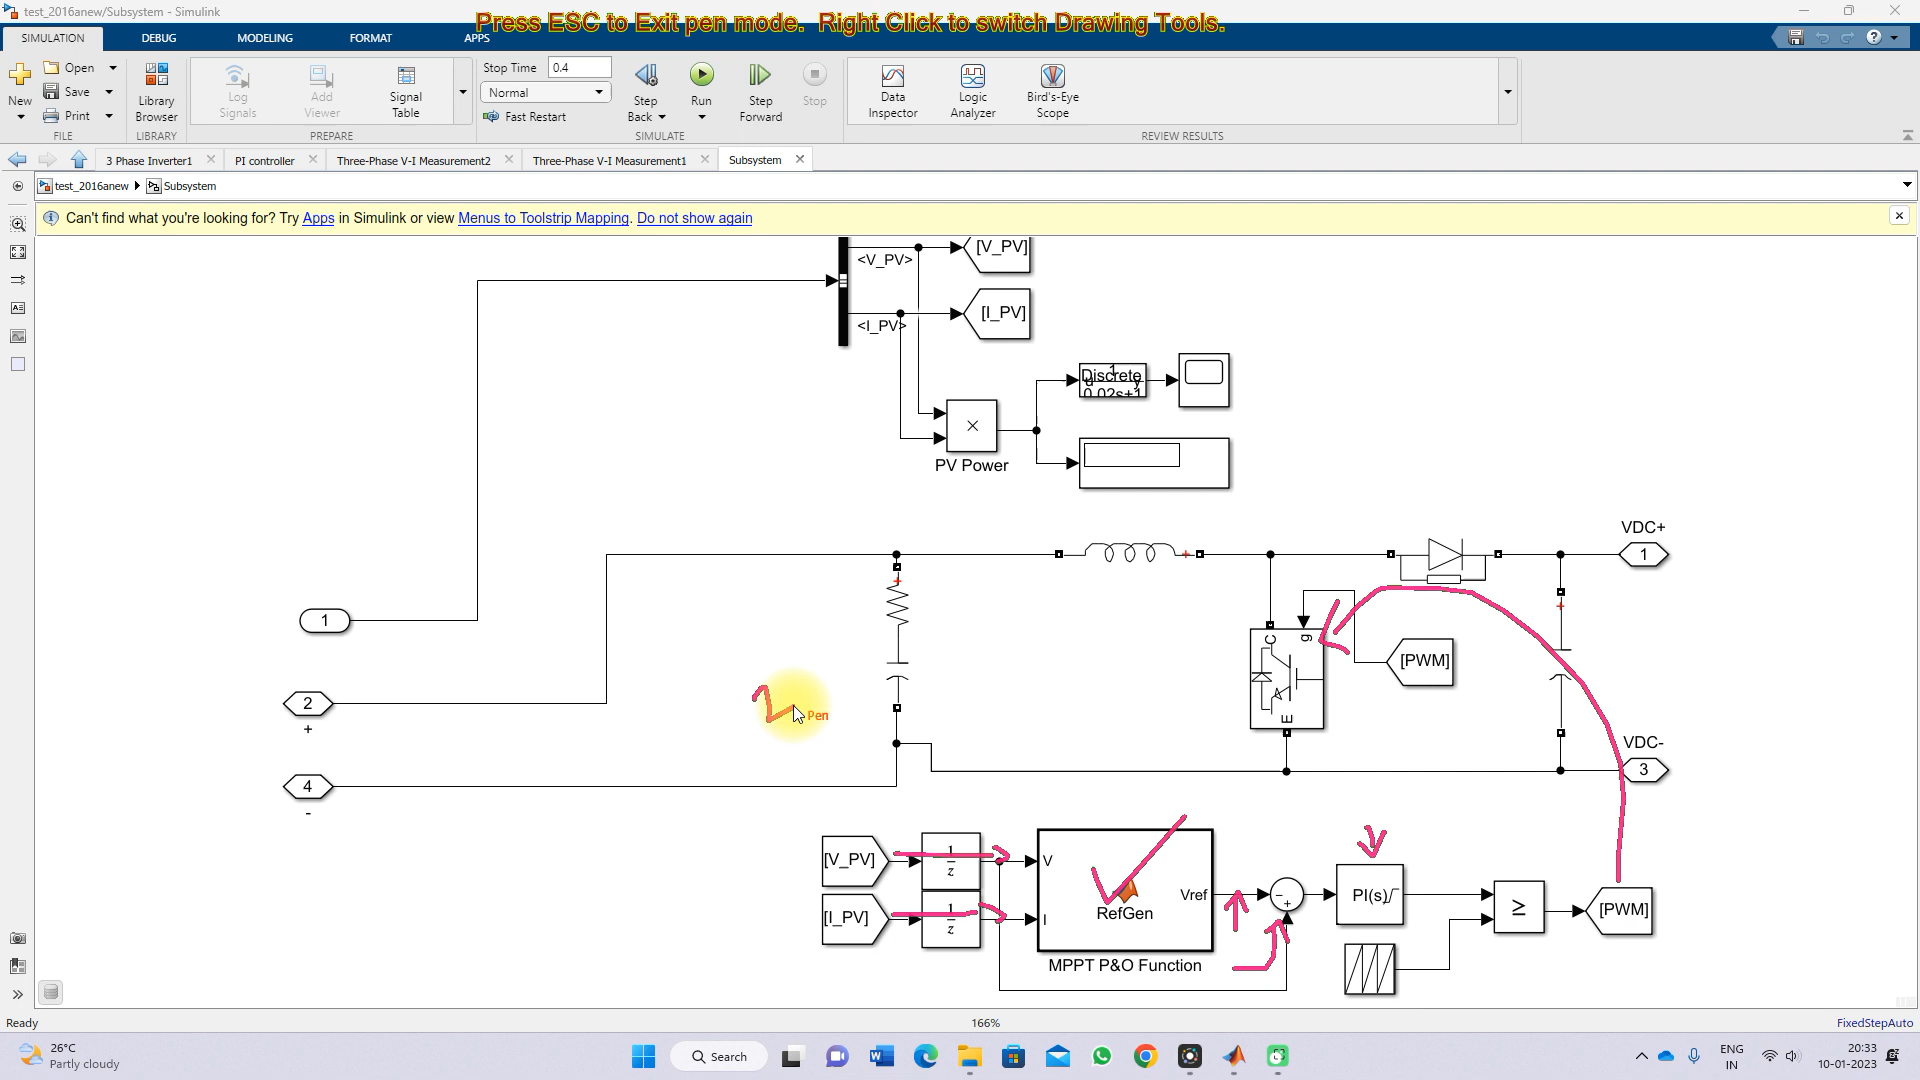 test_2016anew/Subsystem - Simulink
Press ESC to Exit pen mode. Right Click to switch Drawing Tools.
SIMULATION DEBUG MODELING FORMAT APPS
New
Open
Save
Print
FILE
Library Browser
LIBRARY
Log Signals
Add Viewer
Signal Table
PREPARE
Stop Time 0.4
Normal
Fast Restart
Step Back
Run
Step Forward
Stop
SIMULATE
Data Inspector
Logic Analyzer
Bird's-Eye Scope
REVIEW RESULTS
3 Phase Inverter1 PI controller Three-Phase V-I Measurement2 Three-Phase V-I Measurement1 Subsystem
test_2016anew Subsystem
Can't find what you're looking for? Try Apps in Simulink or view Menus to Toolstrip Mapping. Do not show again
<V_PV> [V_PV]
<I_PV> [I_PV]
1
Discrete
u y
0.02s+1
×
PV Power
VDC+
1
1
C g [PWM]
E
2
+
Pen
VDC-
3
4
-
[V_PV] 1 z V
[I_PV] 1 z I
RefGen
Vref
MPPT P&O Function
- +
PI(s)
≥
[PWM]
Ready 166% FixedStepAuto
26°C
Partly cloudy
Search
ENG
IN
20:33
10-01-2023